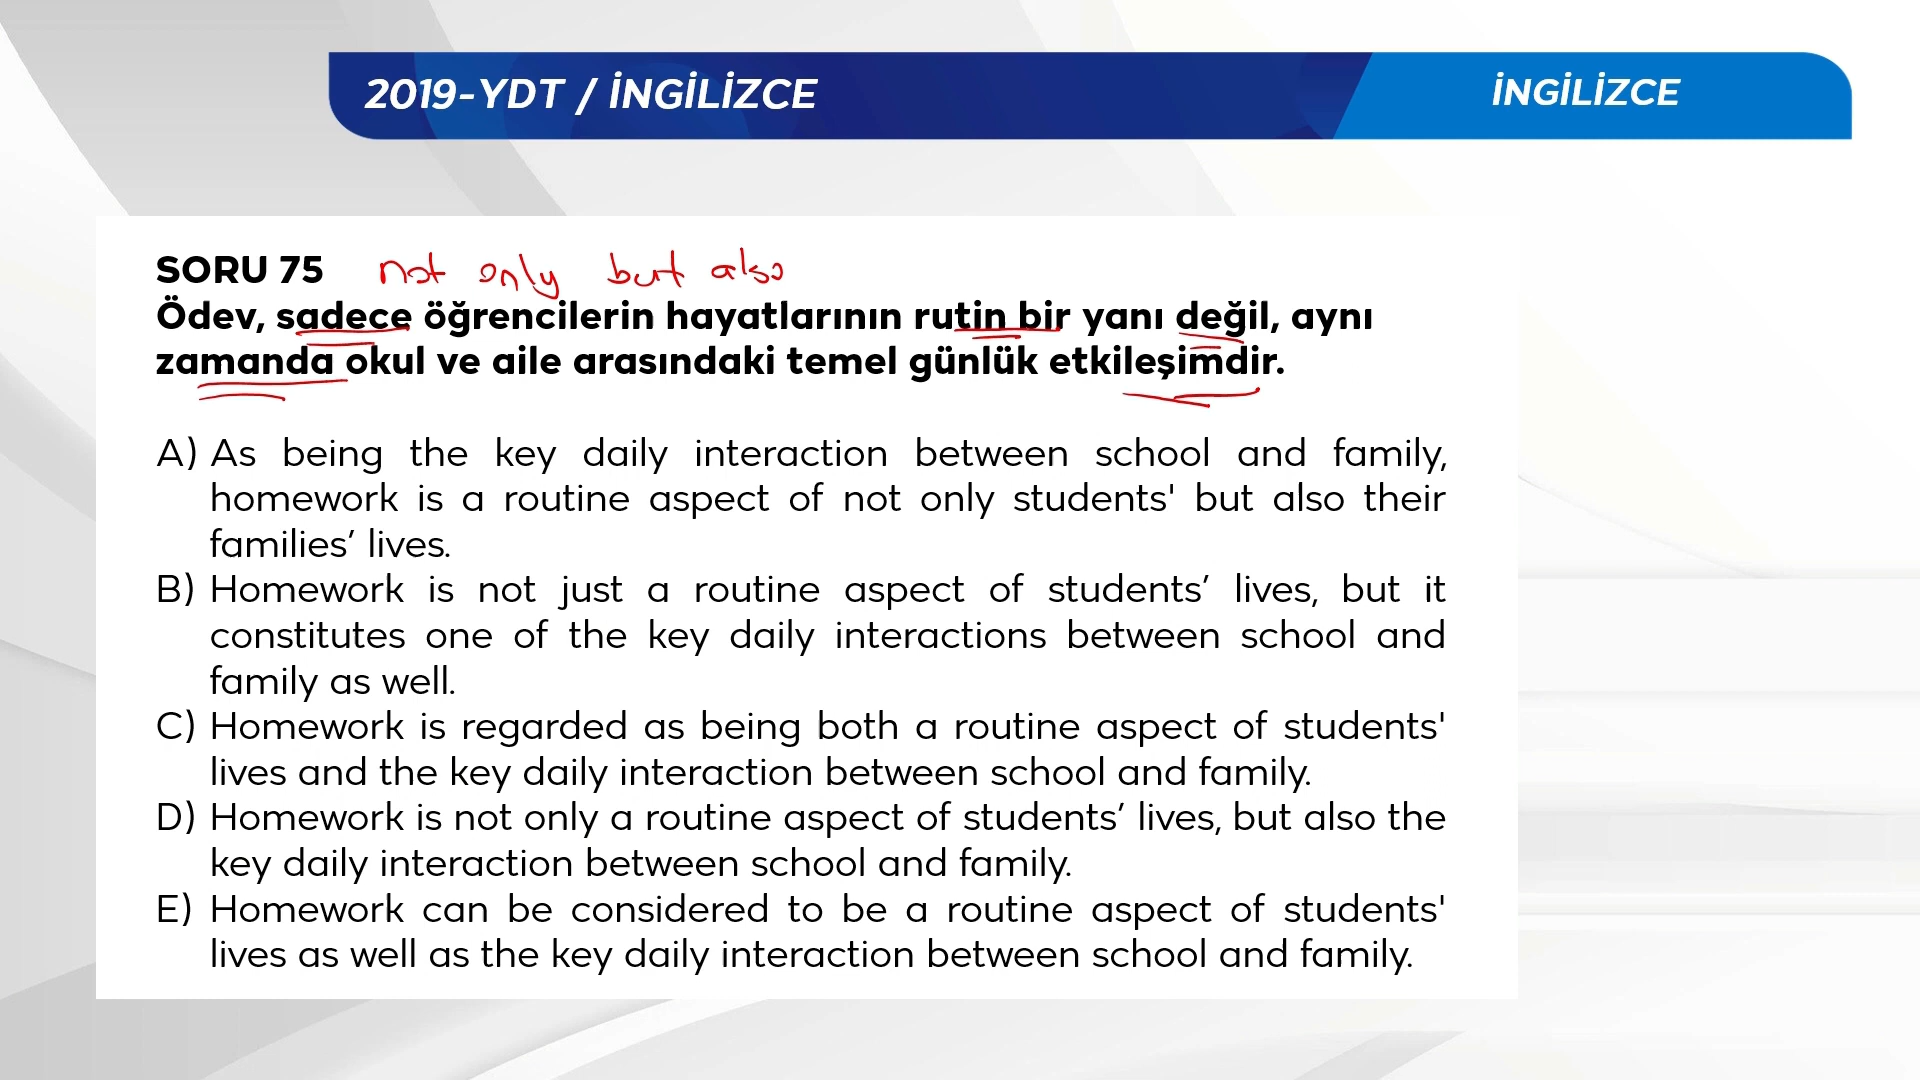 2019-YDT / İNGİLİZCE
İNGİLİZCE
SORU 75 not only but also
Ödev, sadece öğrencilerin hayatlarının rutin bir yanı değil, aynı
zamanda okul ve aile arasındaki temel günlük etkileşimdir.
A) As being the key daily interaction between school and family,
homework is a routine aspect of not only students' but also their
families’ lives.
B) Homework is not just a routine aspect of students’ lives, but it
constitutes one of the key daily interactions between school and
family as well.
C) Homework is regarded as being both a routine aspect of students'
lives and the key daily interaction between school and family.
D) Homework is not only a routine aspect of students’ lives, but also the
key daily interaction between school and family.
E) Homework can be considered to be a routine aspect of students'
lives as well as the key daily interaction between school and family.